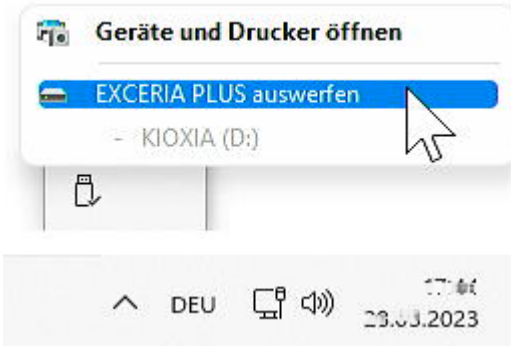 Geräte und Drucker öffnen
EXCERIA PLUS auswerfen
- KIOXIA (D:)
DEU